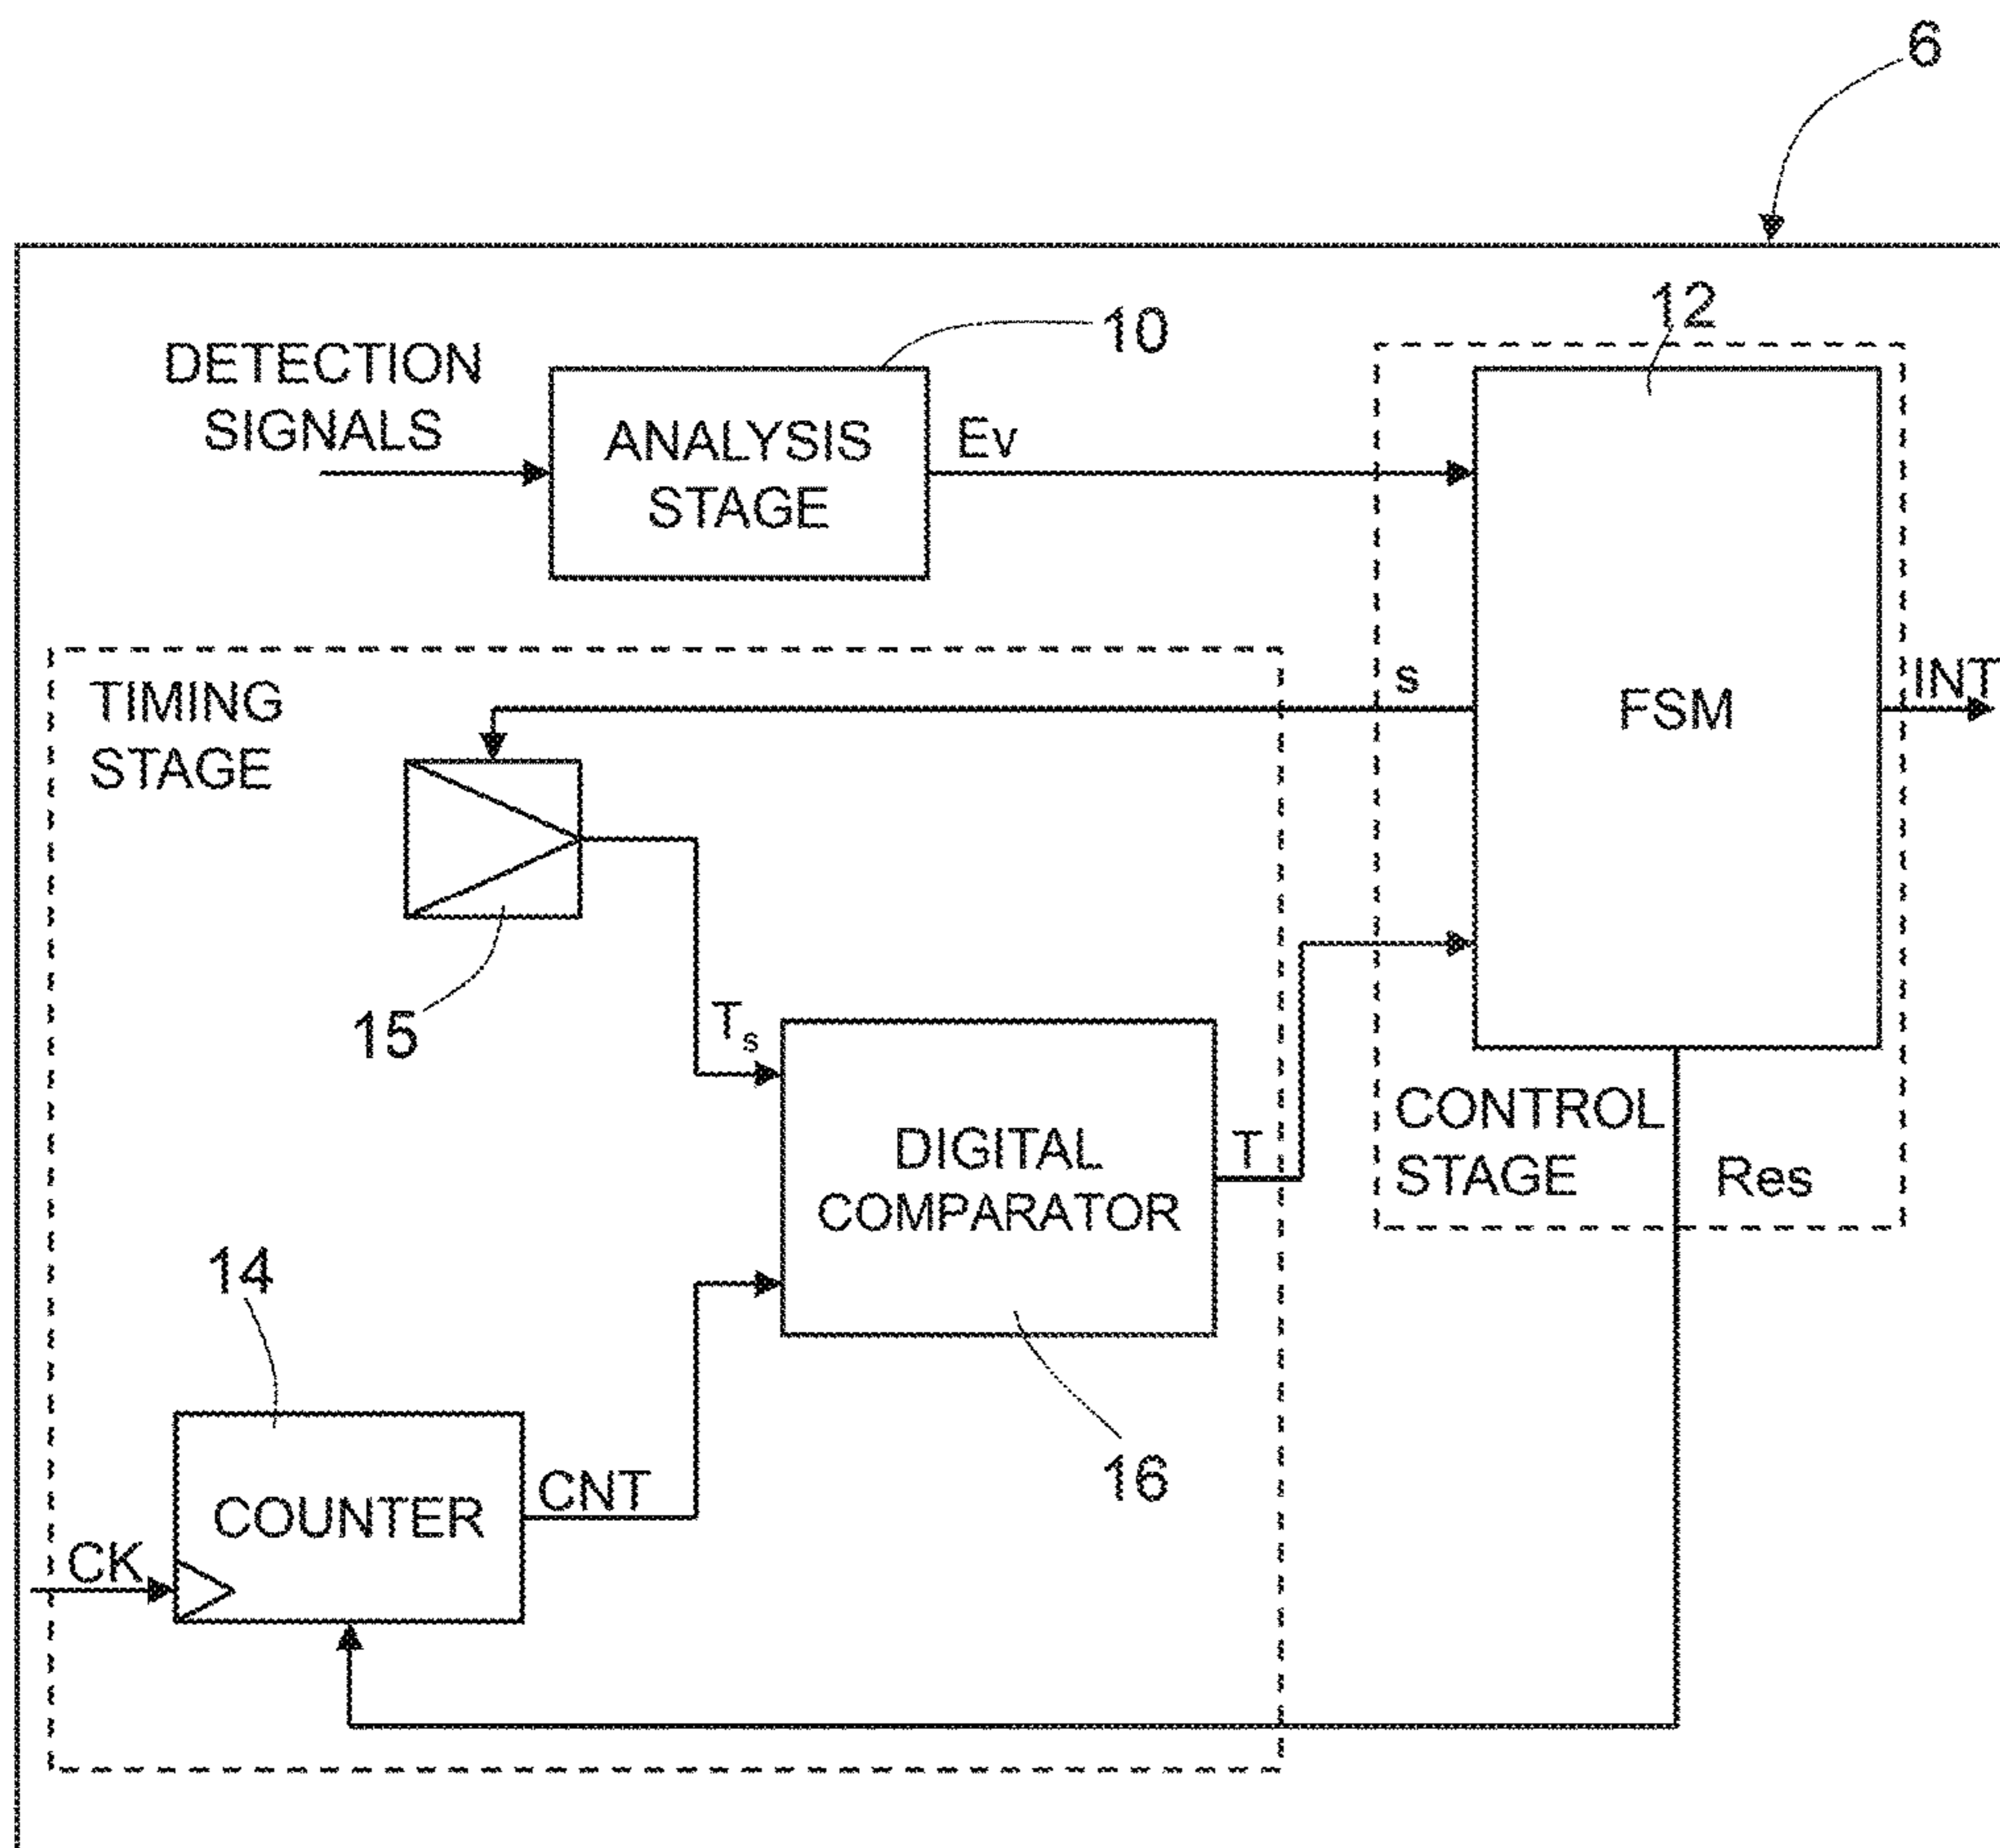 6
12
10
DETECTION
SIGNALS
ANALYSIS
STAGE
Ev
TIMING
STAGE
s
FSM
INT
15
Ts
DIGITAL
COMPARATOR
T
CONTROL
STAGE
Res
14
16
COUNTER
CNT
CK